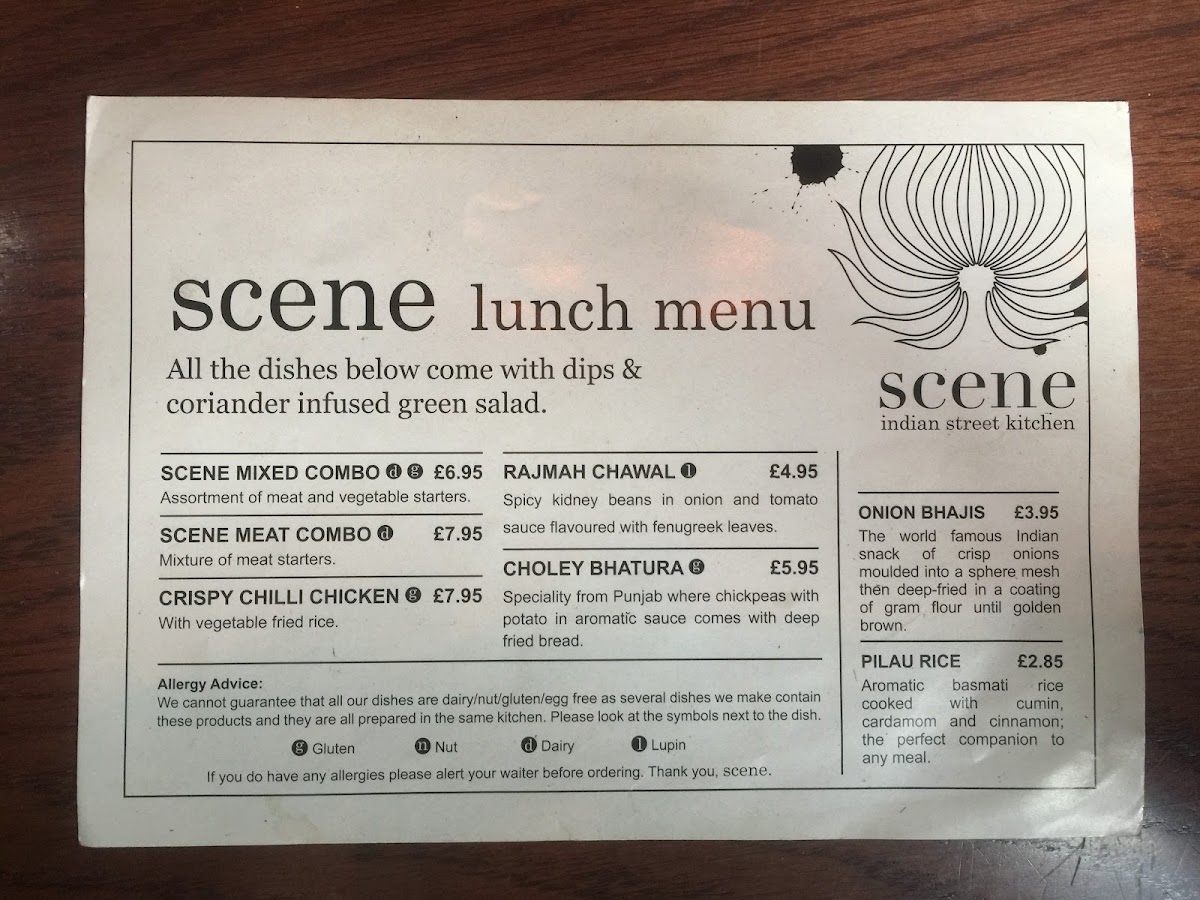 scene lunch menu
All the dishes below come with dips &
coriander infused green salad.
scene
indian street kitchen
SCENE MIXED COMBO d g £6.95
Assortment of meat and vegetable starters.
SCENE MEAT COMBO d £7.95
Mixture of meat starters.
CRISPY CHILLI CHICKEN g £7.95
With vegetable fried rice.
RAJMAH CHAWAL l £4.95
Spicy kidney beans in onion and tomato
sauce flavoured with fenugreek leaves.
CHOLEY BHATURA g £5.95
Speciality from Punjab where chickpeas with
potato in aromatic sauce comes with deep
fried bread.
ONION BHAJIS £3.95
The world famous Indian
snack of crisp onions
moulded into a sphere mesh
then deep-fried in a coating
of gram flour until golden
brown.
PILAU RICE £2.85
Aromatic basmati rice
cooked with cumin,
cardamom and cinnamon;
the perfect companion to
any meal.
Allergy Advice:
We cannot guarantee that all our dishes are dairy/nut/gluten/egg free as several dishes we make contain
these products and they are all prepared in the same kitchen. Please look at the symbols next to the dish.
g Gluten n Nut d Dairy l Lupin
If you do have any allergies please alert your waiter before ordering. Thank you, scene.